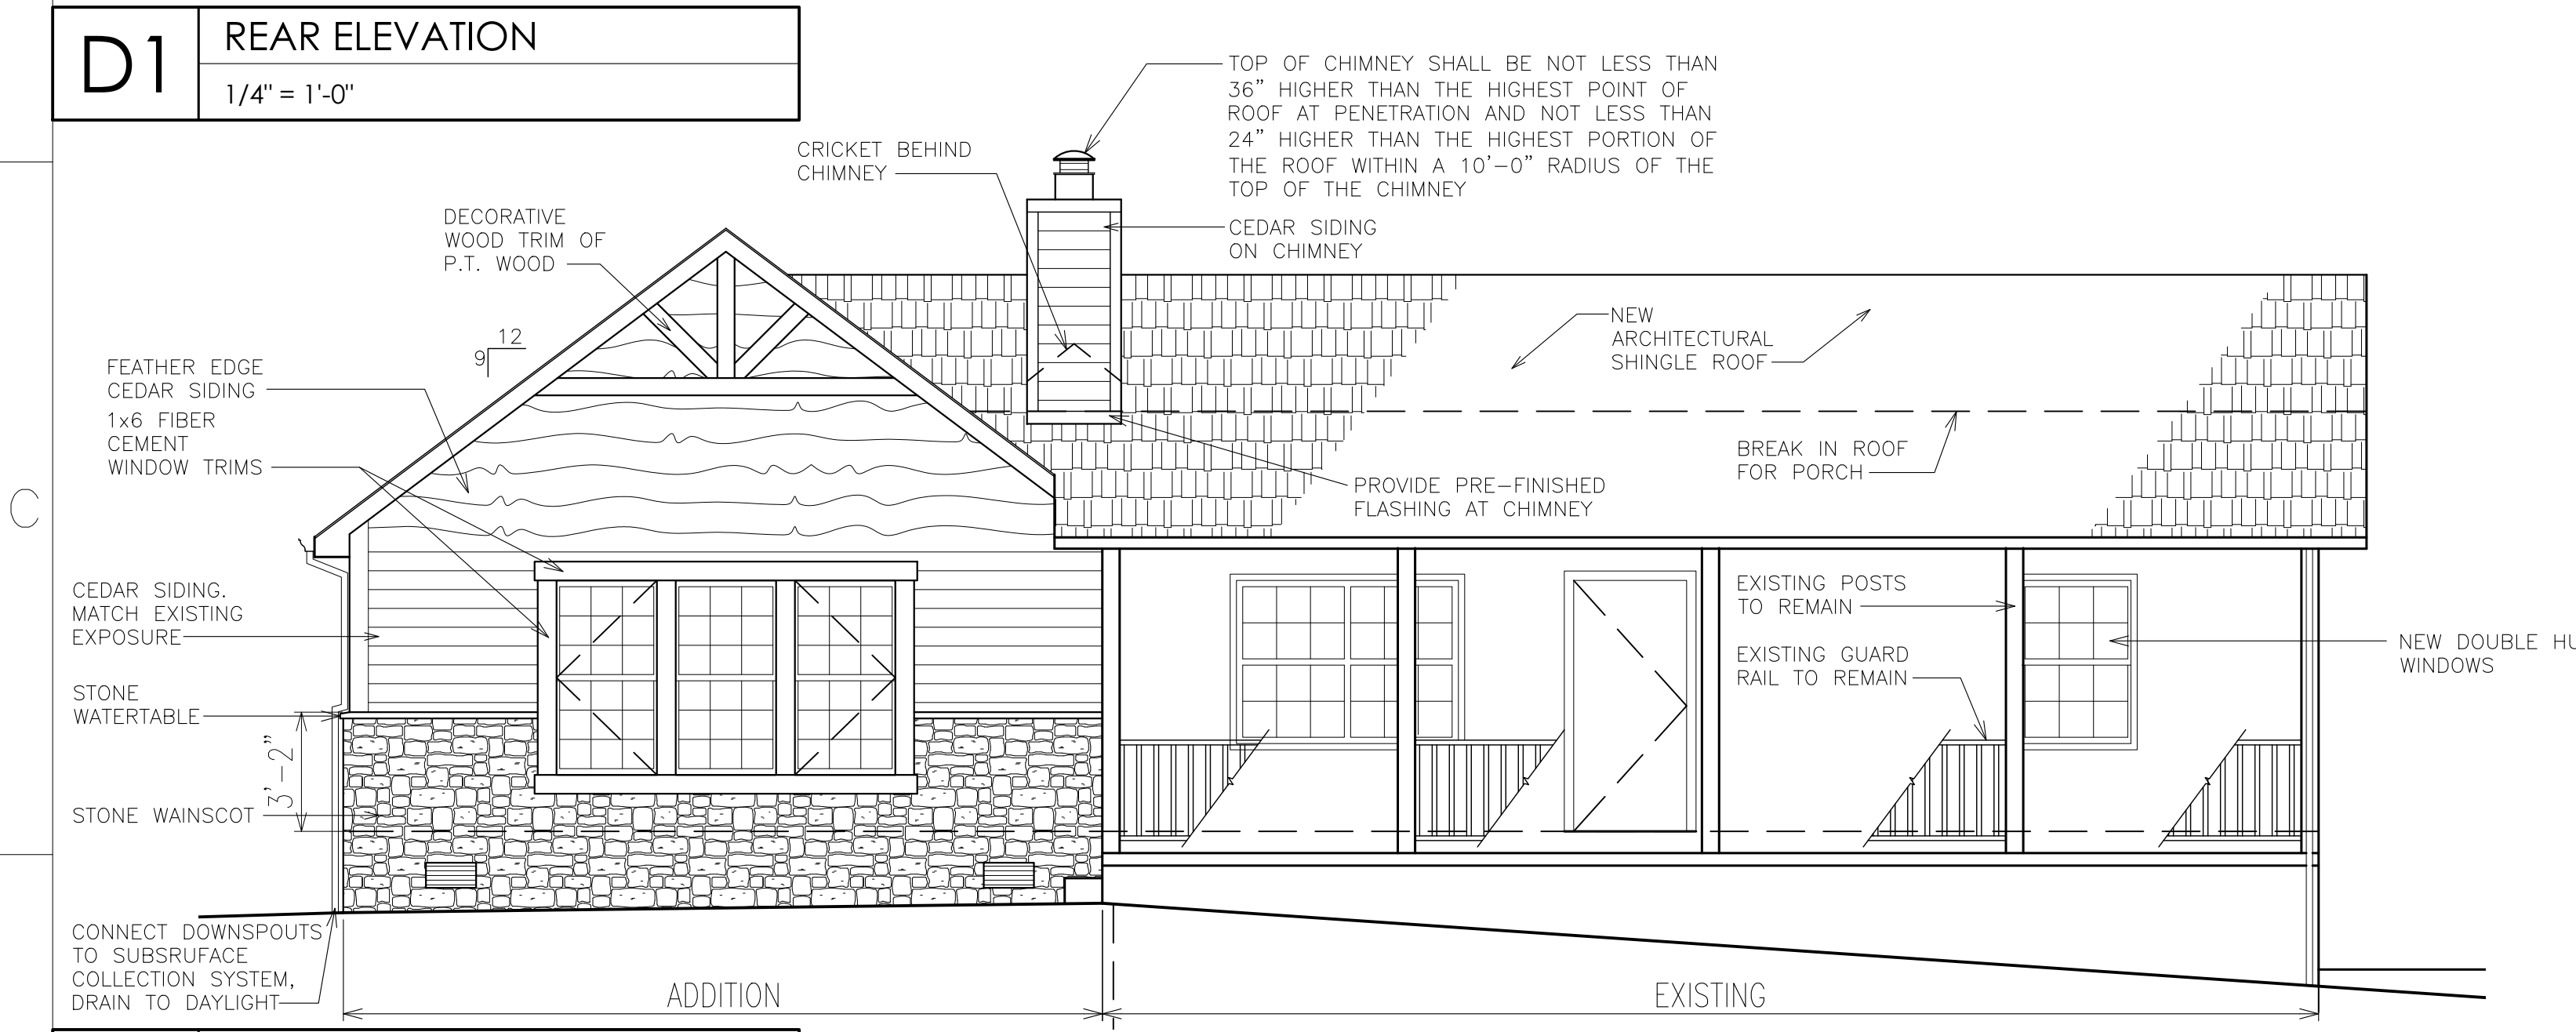 D1
REAR ELEVATION
1/4" = 1'-0"
TOP OF CHIMNEY SHALL BE NOT LESS THAN
36” HIGHER THAN THE HIGHEST POINT OF
ROOF AT PENETRATION AND NOT LESS THAN
24” HIGHER THAN THE HIGHEST PORTION OF
THE ROOF WITHIN A 10’-0” RADIUS OF THE
TOP OF THE CHIMNEY
CRICKET BEHIND
CHIMNEY
DECORATIVE
WOOD TRIM OF
P.T. WOOD
CEDAR SIDING
ON CHIMNEY
12
9
NEW
ARCHITECTURAL
SHINGLE ROOF
FEATHER EDGE
CEDAR SIDING
1x6 FIBER
CEMENT
WINDOW TRIMS
BREAK IN ROOF
FOR PORCH
PROVIDE PRE-FINISHED
FLASHING AT CHIMNEY
C
CEDAR SIDING.
MATCH EXISTING
EXPOSURE
EXISTING POSTS
TO REMAIN
NEW DOUBLE HU
WINDOWS
EXISTING GUARD
RAIL TO REMAIN
STONE
WATERTABLE
3’-2”
STONE WAINSCOT
CONNECT DOWNSPOUTS
TO SUBSRUFACE
COLLECTION SYSTEM,
DRAIN TO DAYLIGHT
ADDITION
EXISTING